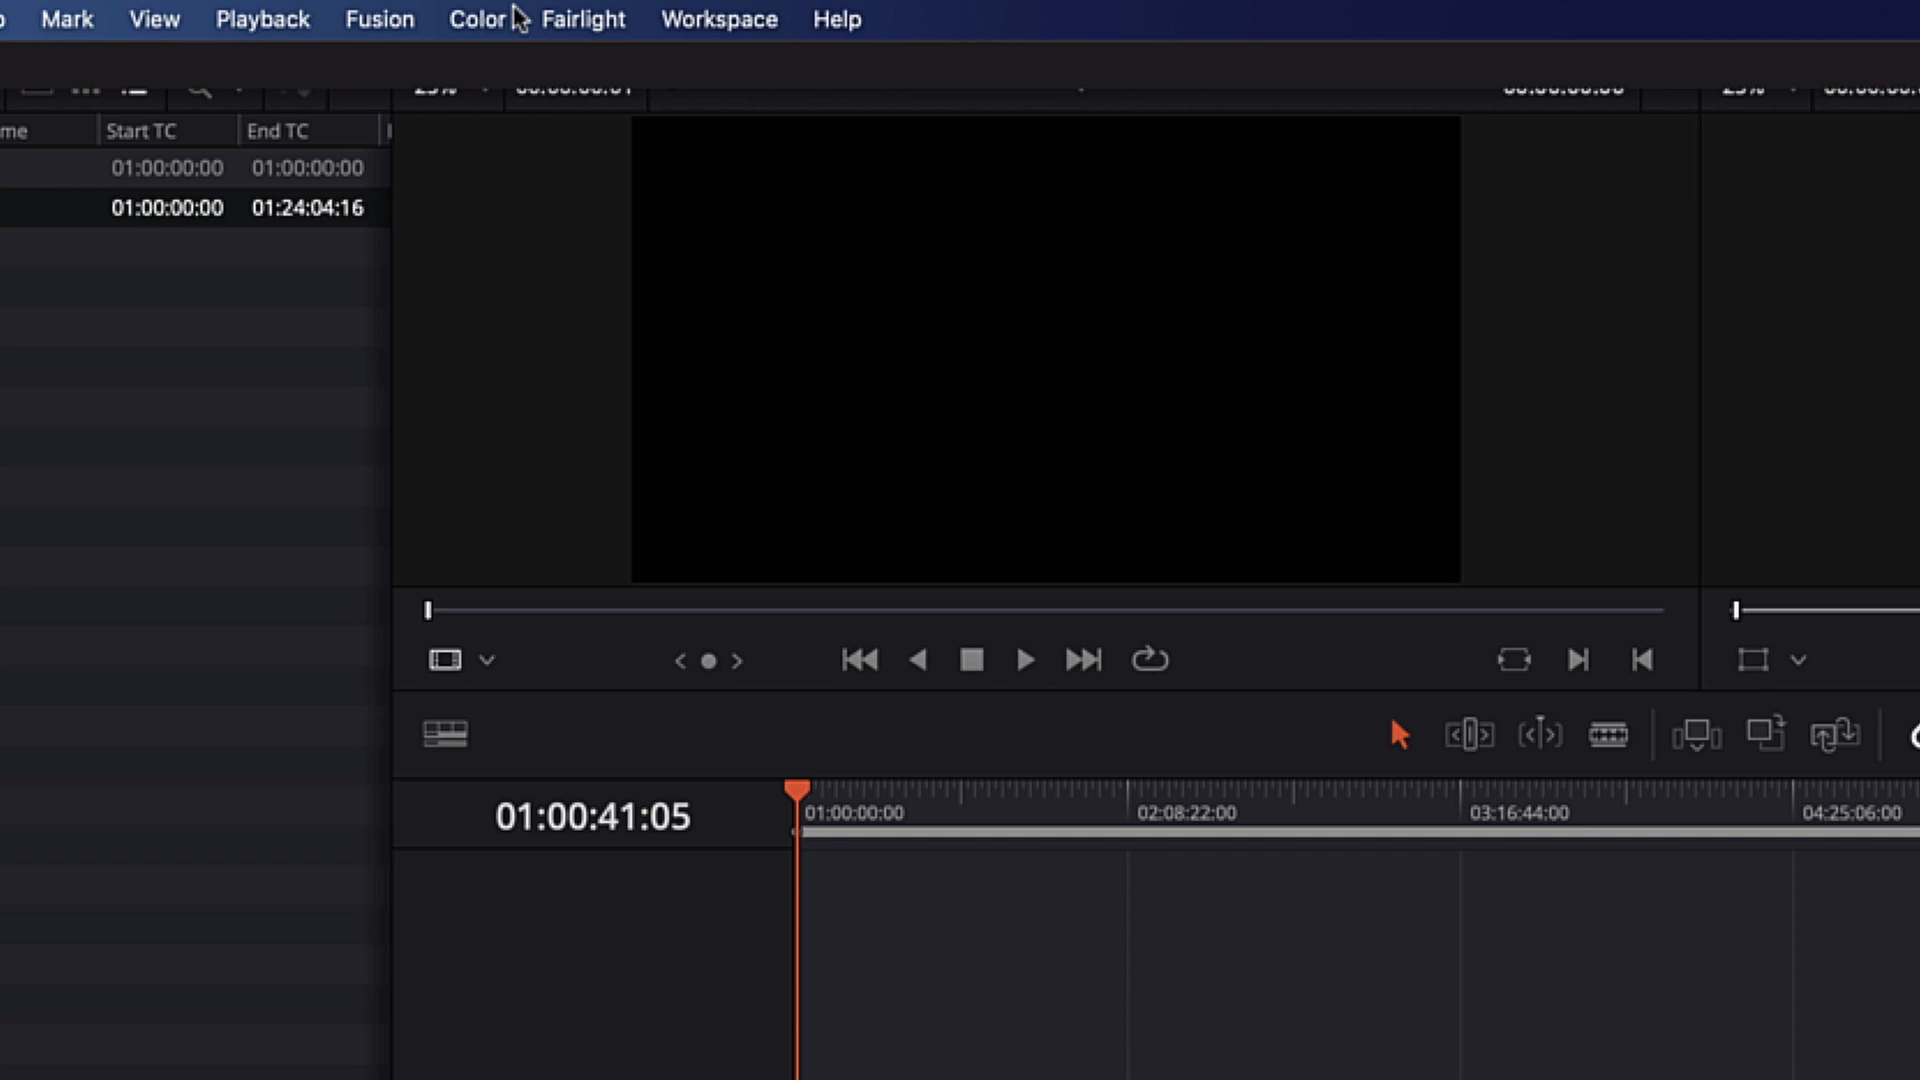 Mark View Playback Fusion Color Fairlight Workspace Help
me Start TC End TC
01:00:00:00 01:00:00:00
01:00:00:00 01:24:04:16
01:00:41:05
01:00:00:00 02:08:22:00 03:16:44:00 04:25:06:00